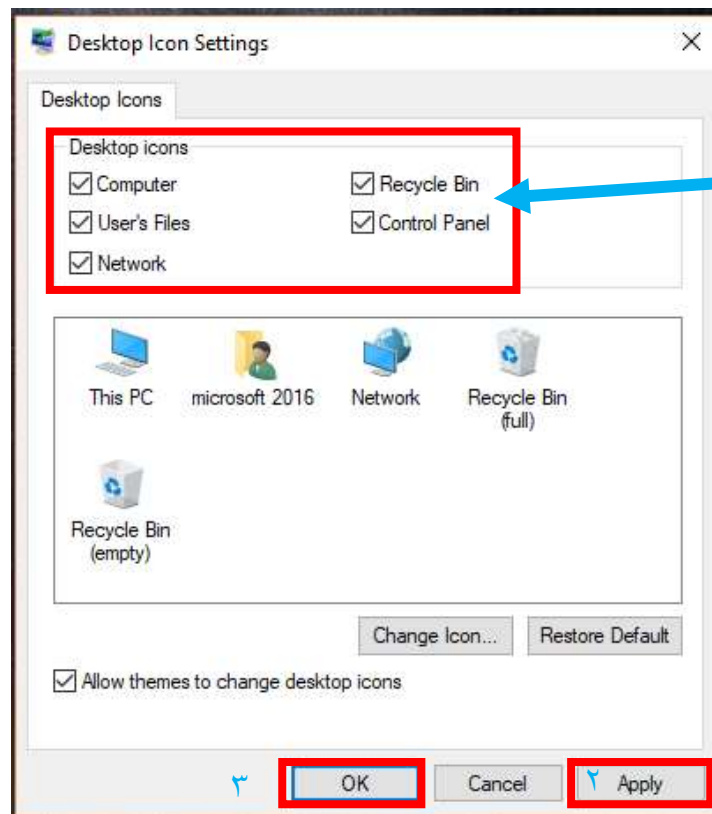 Desktop Icon Settings
Desktop Icons
Desktop icons
Computer
Recycle Bin
User's Files
Control Panel
Network
This PC
microsoft 2016
Network
Recycle Bin
(full)
Recycle Bin
(empty)
Change Icon...
Restore Default
Allow themes to change desktop icons
٣
OK
Cancel
٢
Apply